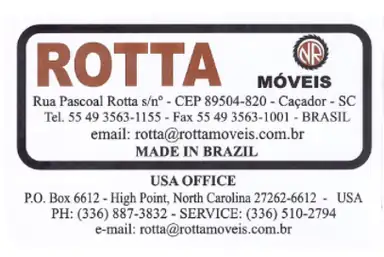 ROTTA
NR
MÓVEIS
Rua Pascoal Rotta s/nº - CEP 89504-820 - Caçador - SC
Tel. 55 49 3563-1155 - Fax 55 49 3563-1001 - BRASIL
email: rotta@rottamoveis.com.br
MADE IN BRAZIL
USA OFFICE
P.O. Box 6612 - High Point, North Carolina 27262-6612 - USA
PH: (336) 887-3832 - SERVICE: (336) 510-2794
e-mail: rotta@rottamoveis.com.br